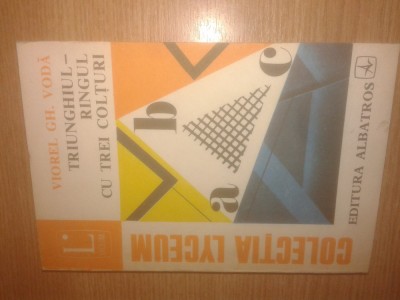 VIOREL GH. VODĂ
TRIUNGHIUL –
RINGUL
CU TREI COLȚURI
a
b
c
EDITURA ALBATROS
COLECȚIA LYCEUM